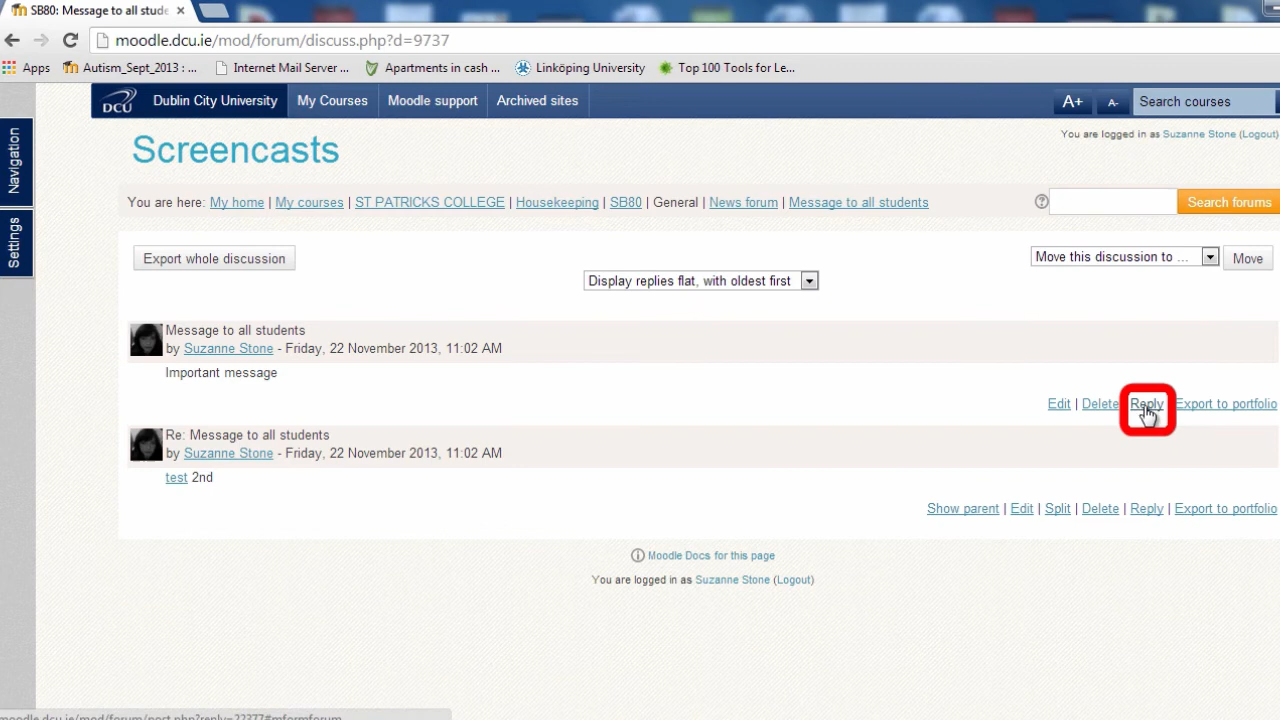 SB80: Message to all stude
moodle.dcu.ie/mod/forum/discuss.php?d=9737
Apps Autism_Sept_2013 : ... Internet Mail Server ... Apartments in cash ... Linköping University Top 100 Tools for Le...
DCU Dublin City University My Courses Moodle support Archived sites A+ A- Search courses
You are logged in as Suzanne Stone (Logout)
Navigation
Settings
Screencasts
You are here: My home | My courses | ST PATRICKS COLLEGE | Housekeeping | SB80 | General | News forum | Message to all students Search forums
Export whole discussion Move this discussion to ... Move
Display replies flat, with oldest first
Message to all students
by Suzanne Stone - Friday, 22 November 2013, 11:02 AM
Important message
Edit | Delete Reply Export to portfolio
Re: Message to all students
by Suzanne Stone - Friday, 22 November 2013, 11:02 AM
test 2nd
Show parent | Edit | Split | Delete | Reply | Export to portfolio
Moodle Docs for this page
You are logged in as Suzanne Stone (Logout)